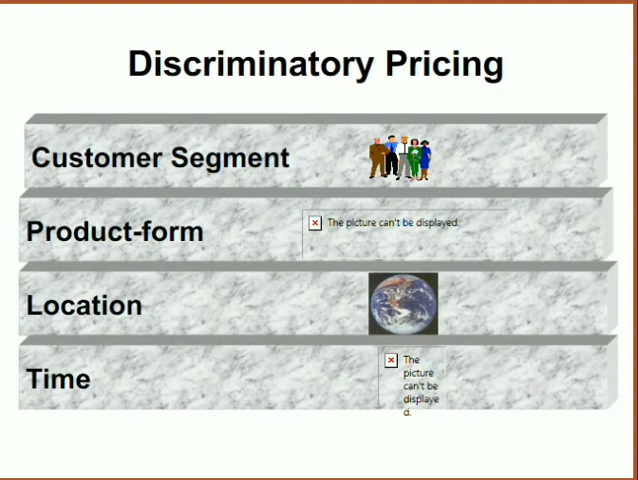 Discriminatory Pricing
Customer Segment
Product-form
The picture can't be displayed.
Location
Time
The
picture
can't be
displaye
d.